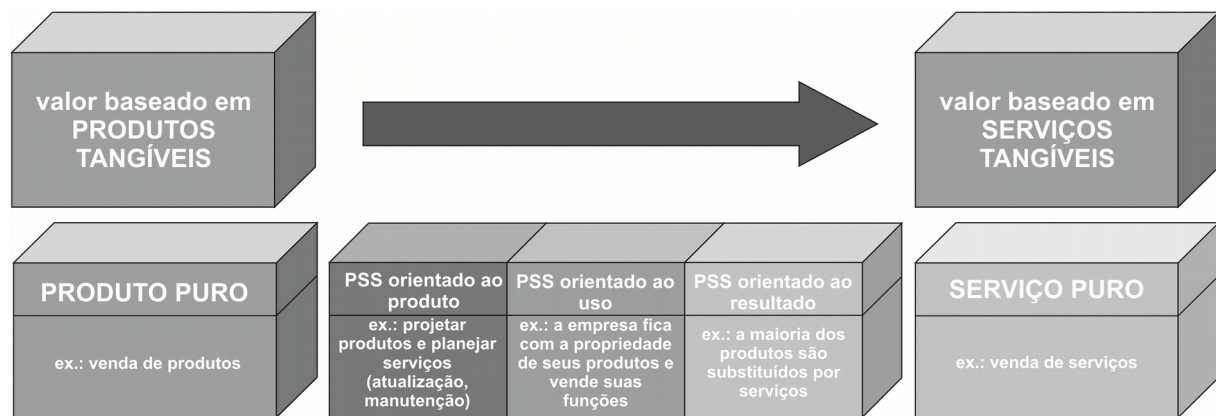 valor baseado em
PRODUTOS
TANGÍVEIS
valor baseado em
SERVIÇOS
TANGÍVEIS
PRODUTO PURO
ex.: venda de produtos
PSS orientado ao
produto
ex.: projetar
produtos e planejar
serviços
(atualização,
manutenção)
PSS orientado ao
uso
ex.: a empresa fica
com a propriedade
de seus produtos e
vende suas
funções
PSS orientado ao
resultado
ex.: a maioria dos
produtos são
substituídos por
serviços
SERVIÇO PURO
ex.: venda de serviços